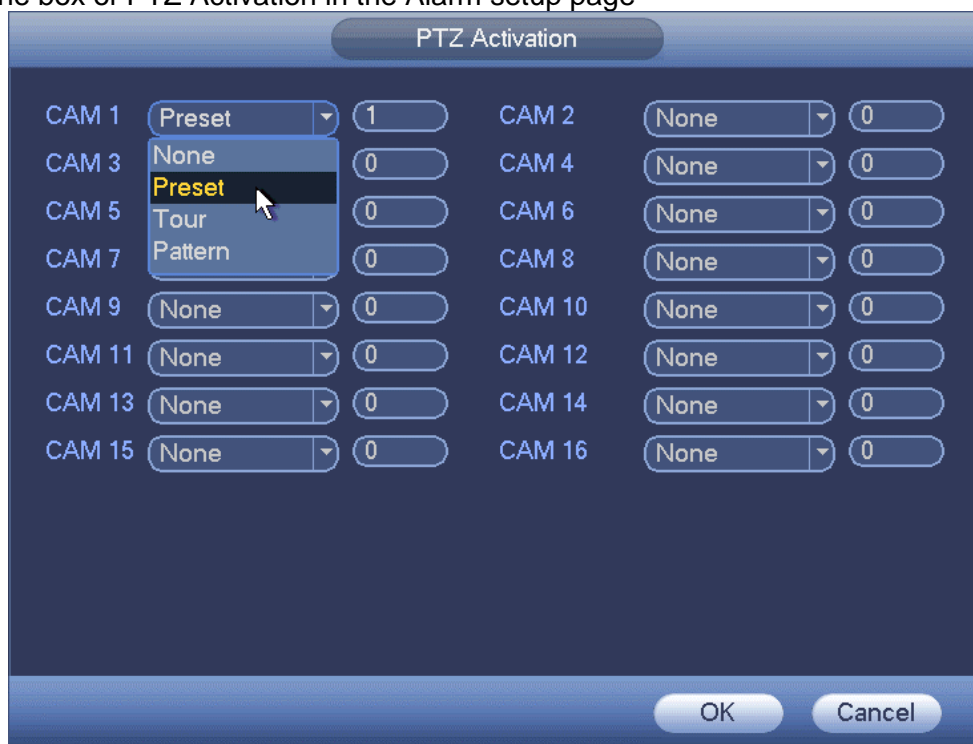 he box of PTZ Activation in the Alarm setup page
PTZ Activation
CAM 1 Preset 1 CAM 2 None 0
CAM 3 None 0 CAM 4 None 0
Preset
CAM 5 Tour 0 CAM 6 None 0
CAM 7 Pattern 0 CAM 8 None 0
CAM 9 None 0 CAM 10 None 0
CAM 11 None 0 CAM 12 None 0
CAM 13 None 0 CAM 14 None 0
CAM 15 None 0 CAM 16 None 0
OK Cancel